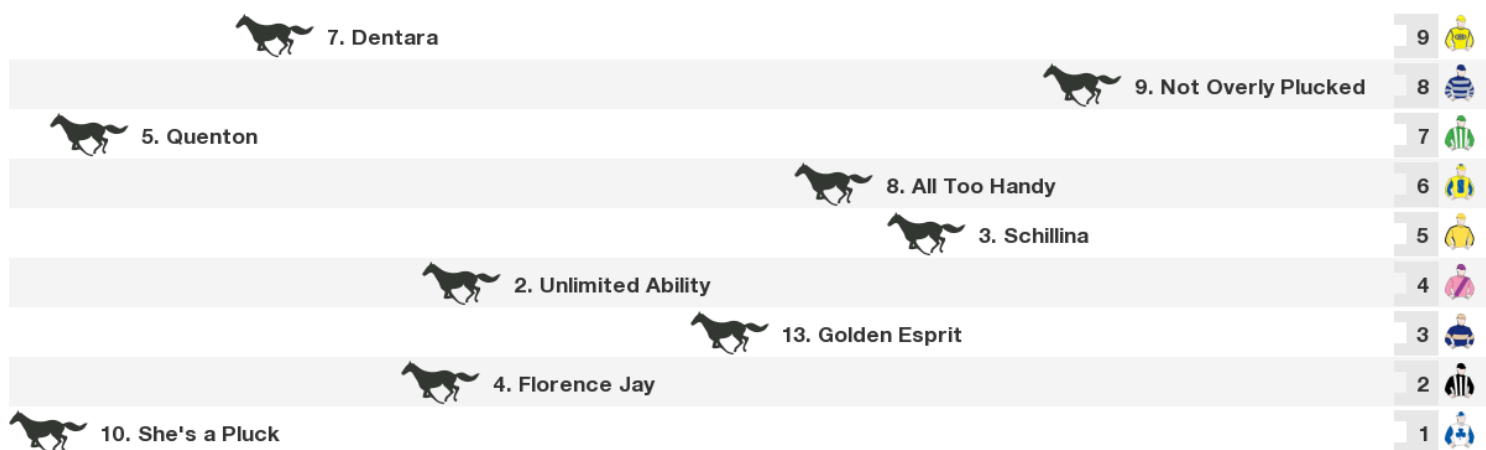 7. Dentara 9
9. Not Overly Plucked 8
5. Quenton 7
8. All Too Handy 6
3. Schillina 5
2. Unlimited Ability 4
13. Golden Esprit 3
4. Florence Jay 2
10. She's a Pluck 1